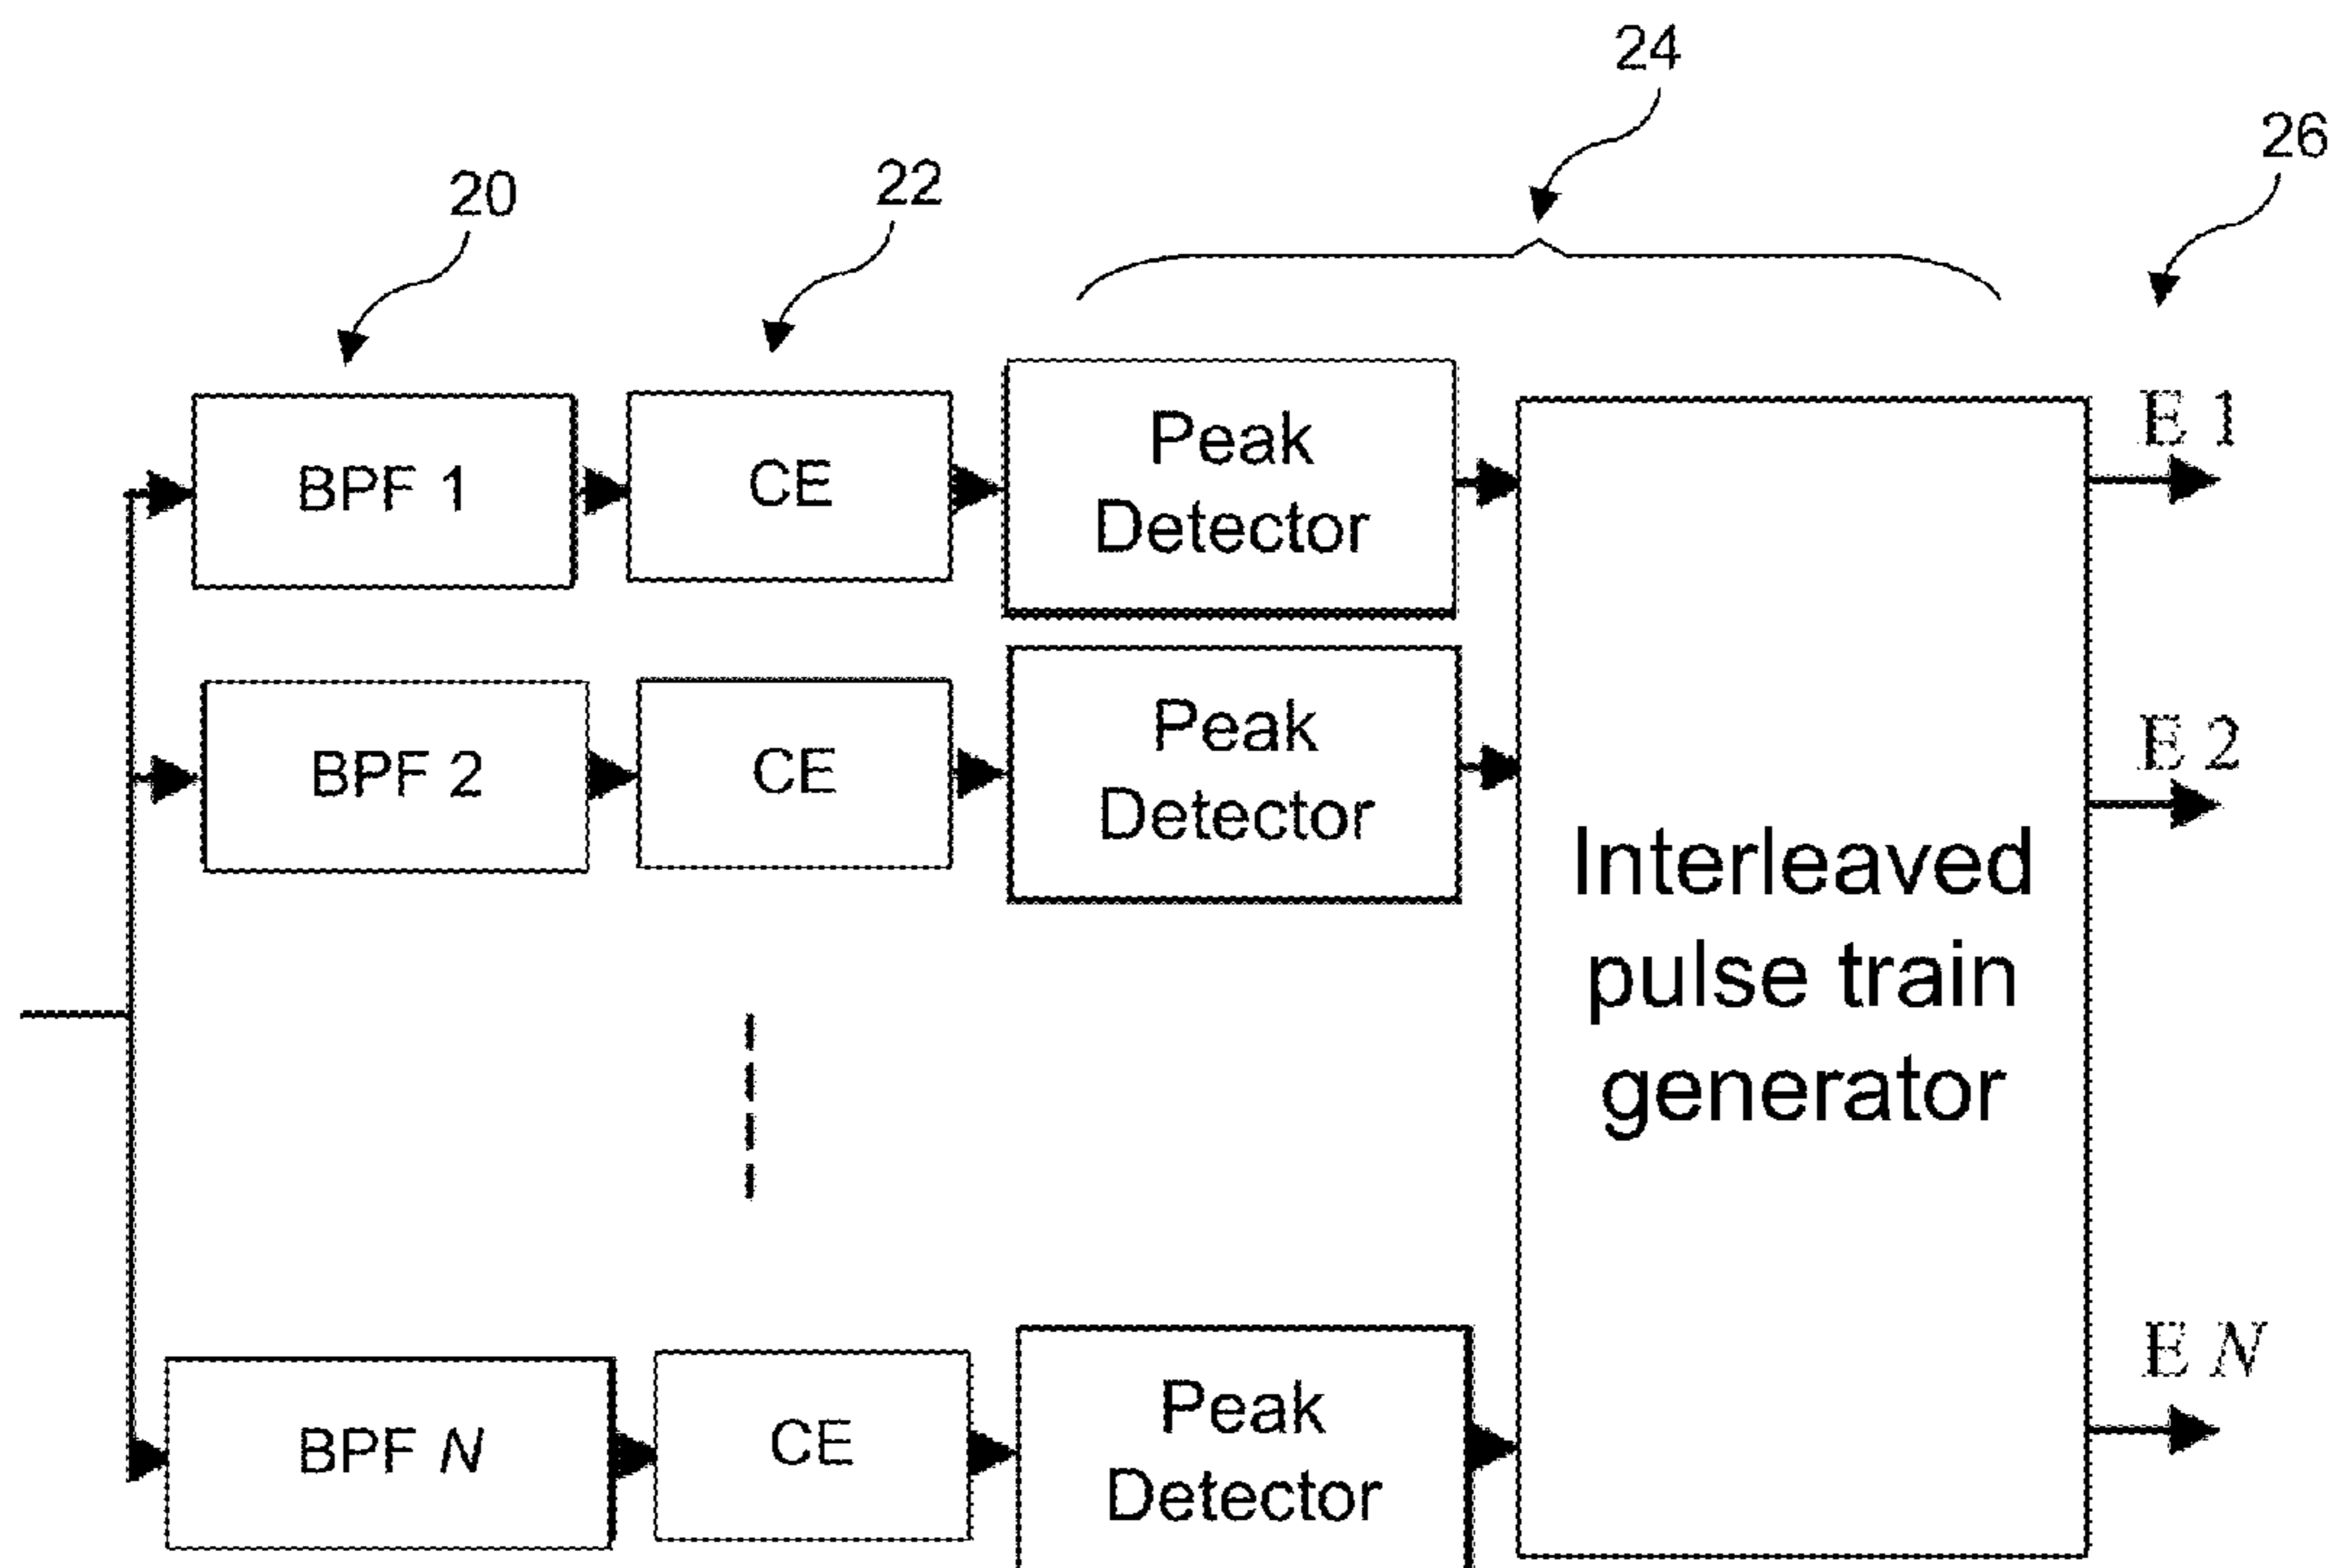 24
26
20
22
E 1
BPF 1
CE
Peak
Detector
E 2
BPF 2
CE
Peak
Detector
Interleaved
pulse train
generator
E N
BPF N
CE
Peak
Detector